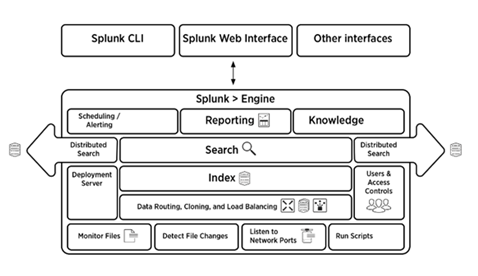 Splunk CLI
Splunk Web Interface
Other interfaces
Splunk > Engine
Scheduling /
Alerting
Reporting
Knowledge
Distributed
Search
Search
Distributed
Search
Deployment
Server
Index
Users &
Access
Controls
Data Routing, Cloning, and Load Balancing
Monitor Files
Detect File Changes
Listen to
Network Ports
Run Scripts